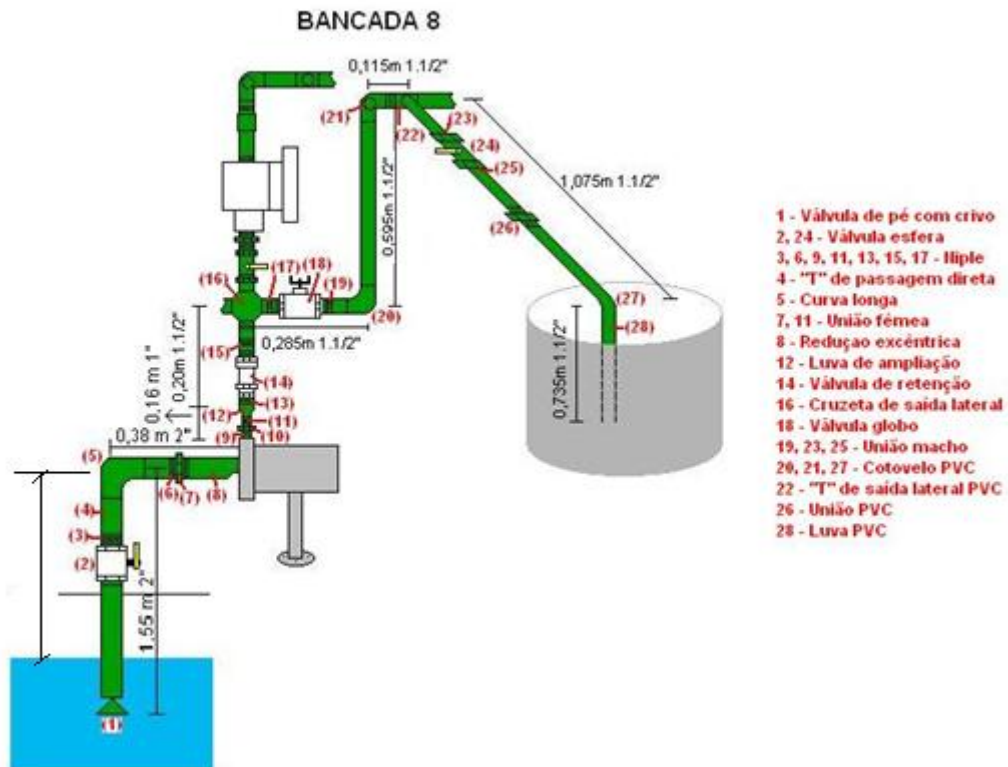 BANCADA 8
0,115m 1.1/2"
(21)
(22)
(23)
(24)
(25)
(26)
1,075m 1.1/2"
0,595m 1.1/2"
(16)
(17)
(18)
(19)
(20)
0,285m 1.1/2"
(15)
0,20m 1.1/2"
0,16 m 1"
(14)
(13)
(12)
(11)
(10)
(9)
0,38 m 2"
(5)
(6)
(7)
(8)
(4)
(3)
(2)
1.55 m 2"
(1)
(27)
(28)
0,735m 1.1/2"
1 - Válvula de pé com crivo
2, 24 - Válvula esfera
3, 6, 9, 11, 13, 15, 17 - Niple
4 - "T" de passagem direta
5 - Curva longa
7, 11 - União fêmea
8 - Reduçao excéntrica
12 - Luva de ampliação
14 - Válvula de retenção
16 - Cruzeta de saída lateral
18 - Válvula globo
19, 23, 25 - União macho
20, 21, 27 - Cotovelo PVC
22 - "T" de saída lateral PVC
26 - União PVC
28 - Luva PVC